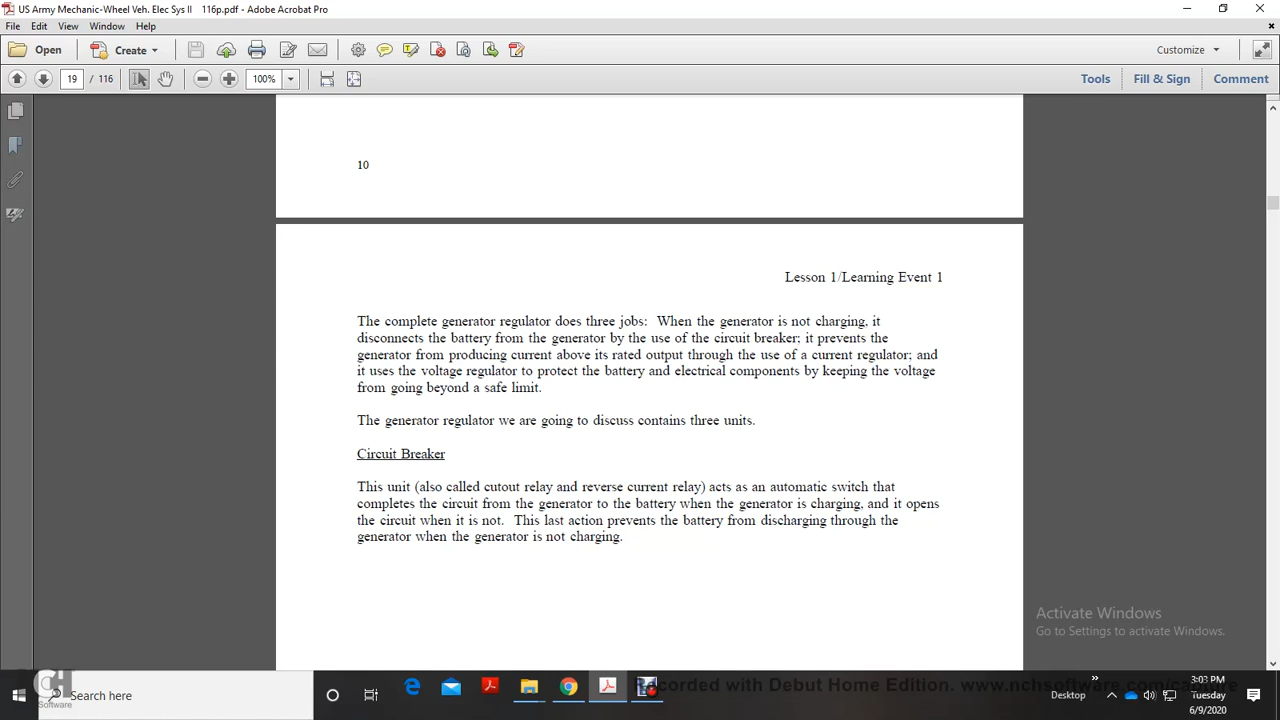 US Army Mechanic-Wheel Veh. Elec Sys II 116p.pdf - Adobe Acrobat Pro
File Edit View Window Help
Open Create Customize
19 / 116 100% Tools Fill & Sign Comment
10
Lesson 1/Learning Event 1
The complete generator regulator does three jobs: When the generator is not charging, it
disconnects the battery from the generator by the use of the circuit breaker; it prevents the
generator from producing current above its rated output through the use of a current regulator; and
it uses the voltage regulator to protect the battery and electrical components by keeping the voltage
from going beyond a safe limit.
The generator regulator we are going to discuss contains three units.
Circuit Breaker
This unit (also called cutout relay and reverse current relay) acts as an automatic switch that
completes the circuit from the generator to the battery when the generator is charging, and it opens
the circuit when it is not. This last action prevents the battery from discharging through the
generator when the generator is not charging.
Activate Windows
Go to Settings to activate Windows.
Recorded with Debut Home Edition. www.nchsoftware.com/capture
NCH
Software
Search here
Desktop
3:03 PM
Tuesday
6/9/2020